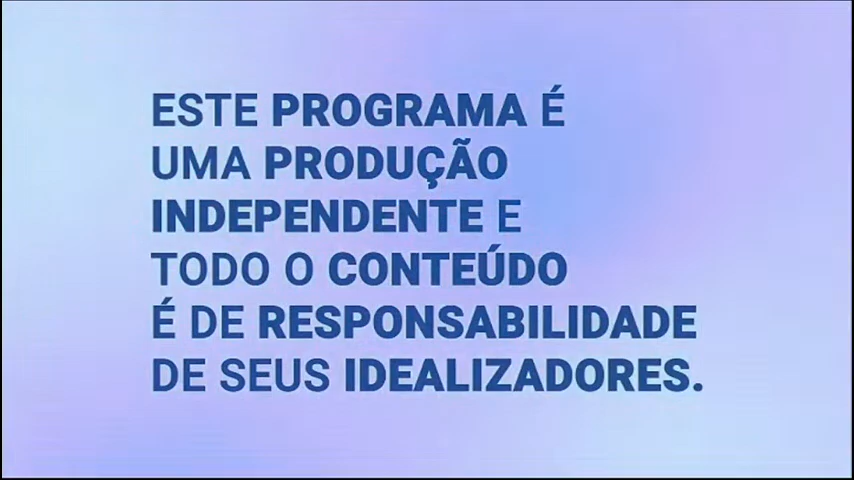 ESTE PROGRAMA É
UMA PRODUÇÃO
INDEPENDENTE E
TODO O CONTEÚDO
É DE RESPONSABILIDADE
DE SEUS IDEALIZADORES.